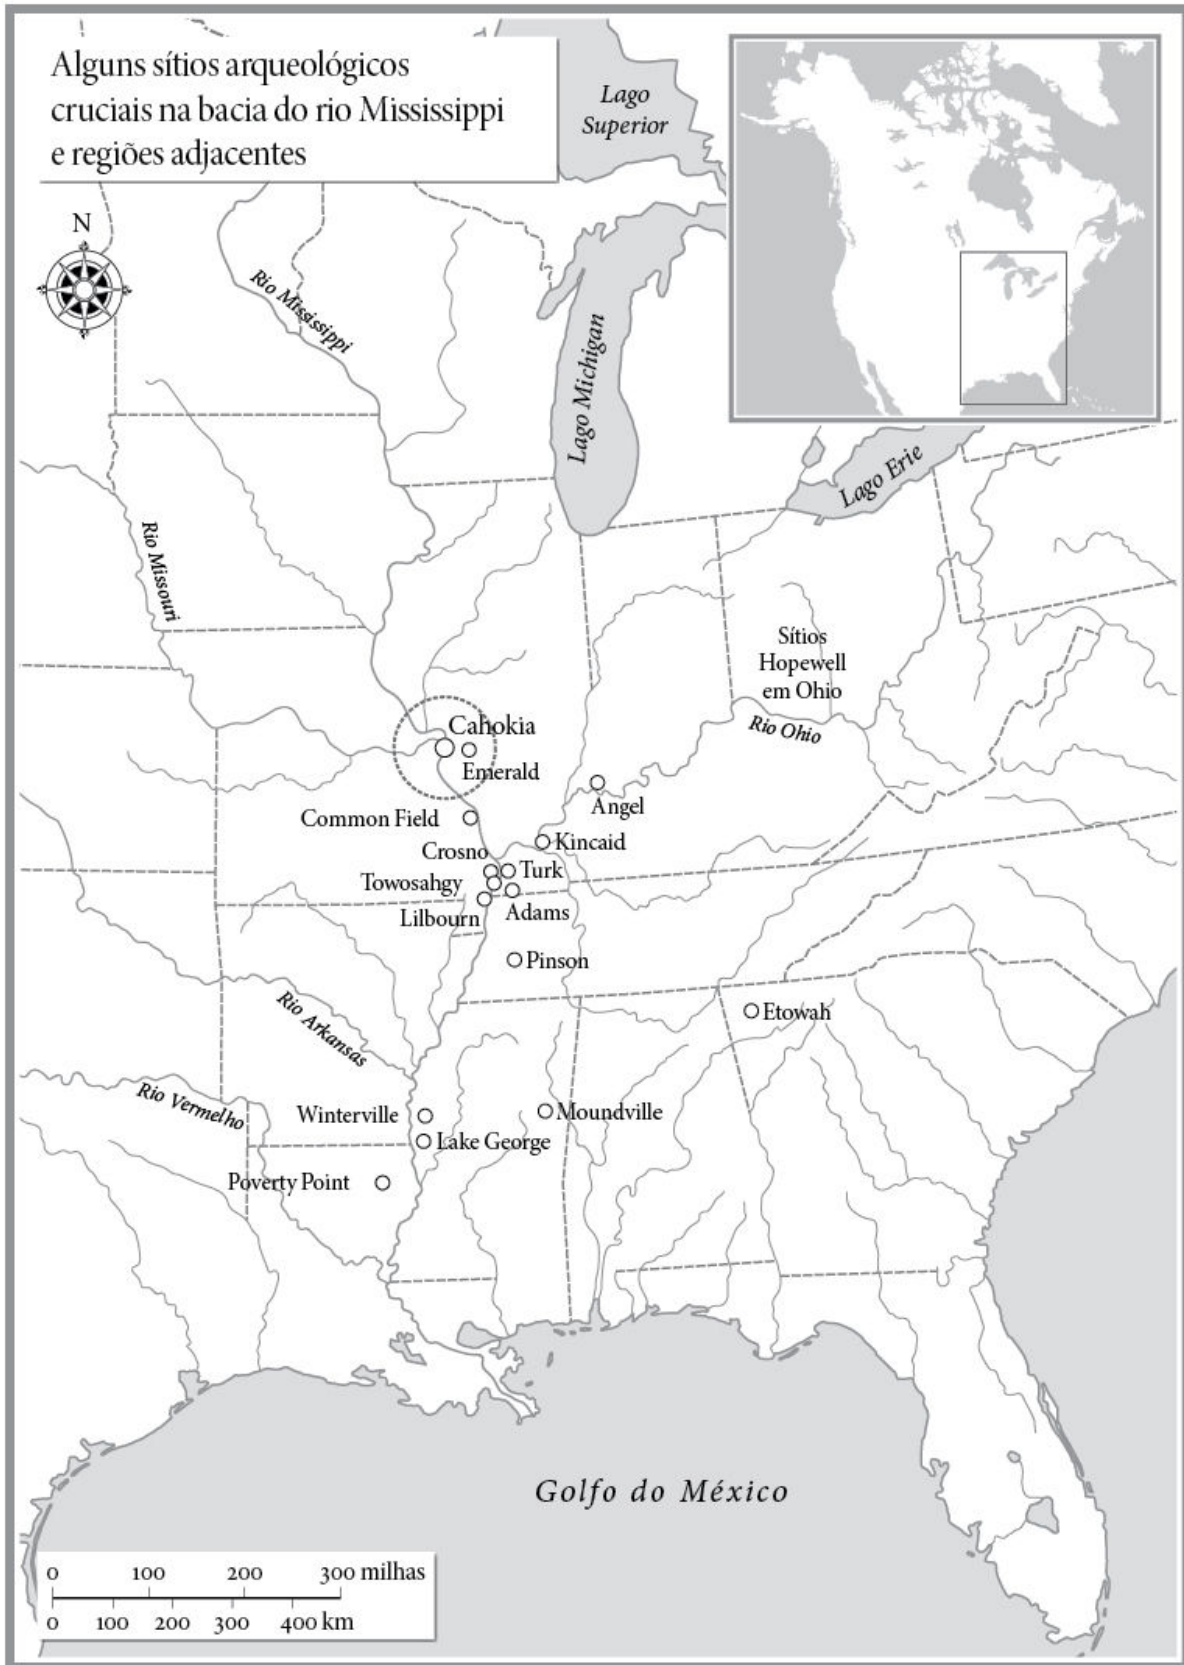 Alguns sítios arqueológicos
cruciais na bacia do rio Mississippi
e regiões adjacentes
N
Lago
Superior
Rio Mississippi
Lago Michigan
Lago Erie
Rio Missouri
Sítios
Hopewell
em Ohio
Rio Ohio
Cahokia
Emerald
Angel
Common Field
Kincaid
Crosno
Turk
Towosahgy
Lilbourn
Adams
Pinson
Etowah
Rio Arkansas
Rio Vermelho
Winterville
Moundville
Lake George
Poverty Point
Golfo do México
0 100 200 300 milhas
0 100 200 300 400 km